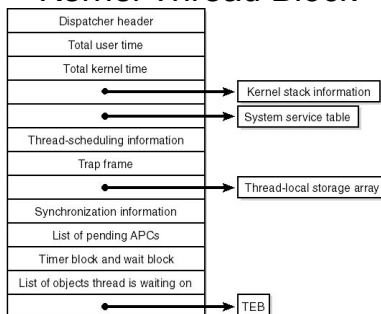 Kernel Thread Block
Dispatcher header
Total user time
Total kernel time
Kernel stack information
System service table
Thread-scheduling information
Trap frame
Thread-local storage array
Synchronization information
List of pending APCs
Timer block and wait block
List of objects thread is waiting on
TEB